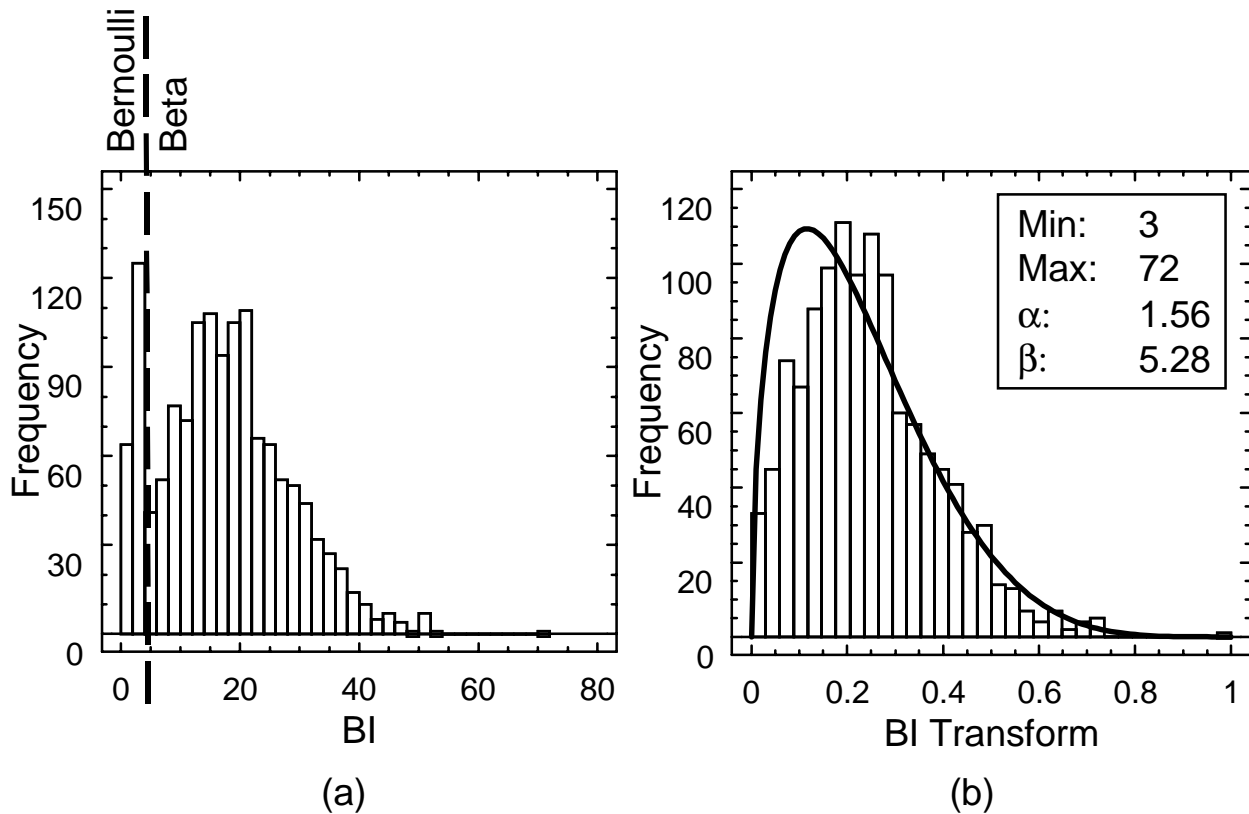 Bernoulli
Beta
Frequency
150
120
90
60
30
0
0 20 40 60 80
BI
(a)
Frequency
120
100
80
60
40
20
0
Min: 3
Max: 72
α: 1.56
β: 5.28
0 0.2 0.4 0.6 0.8 1
BI Transform
(b)